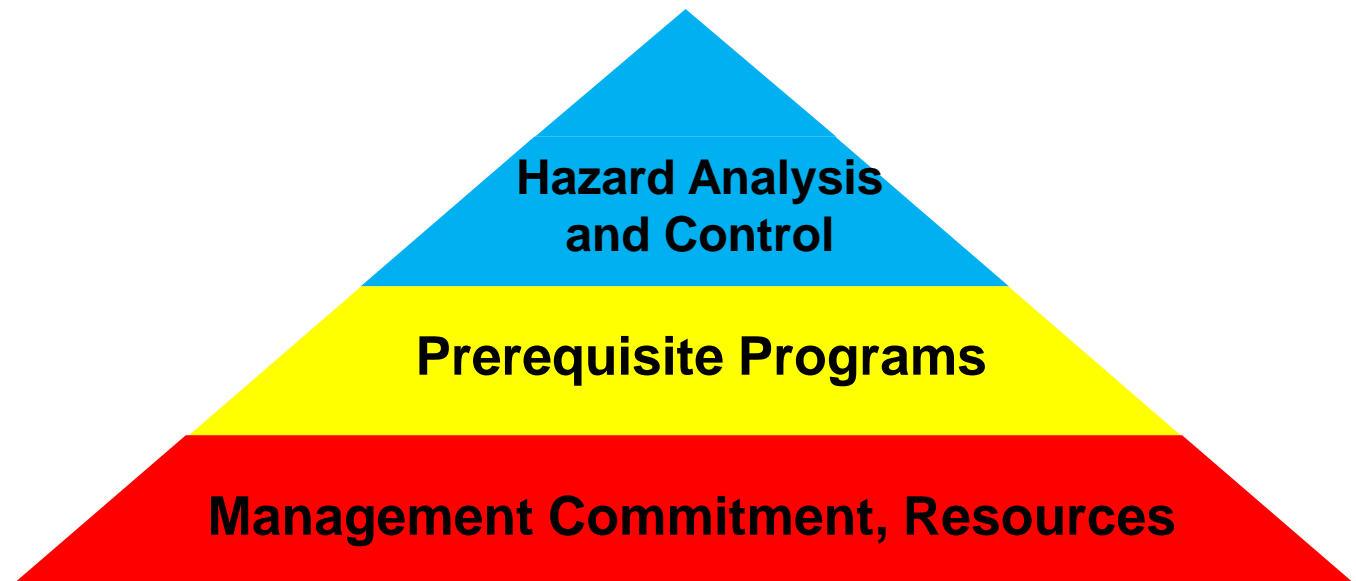 Hazard Analysis
and Control
Prerequisite Programs
Management Commitment, Resources